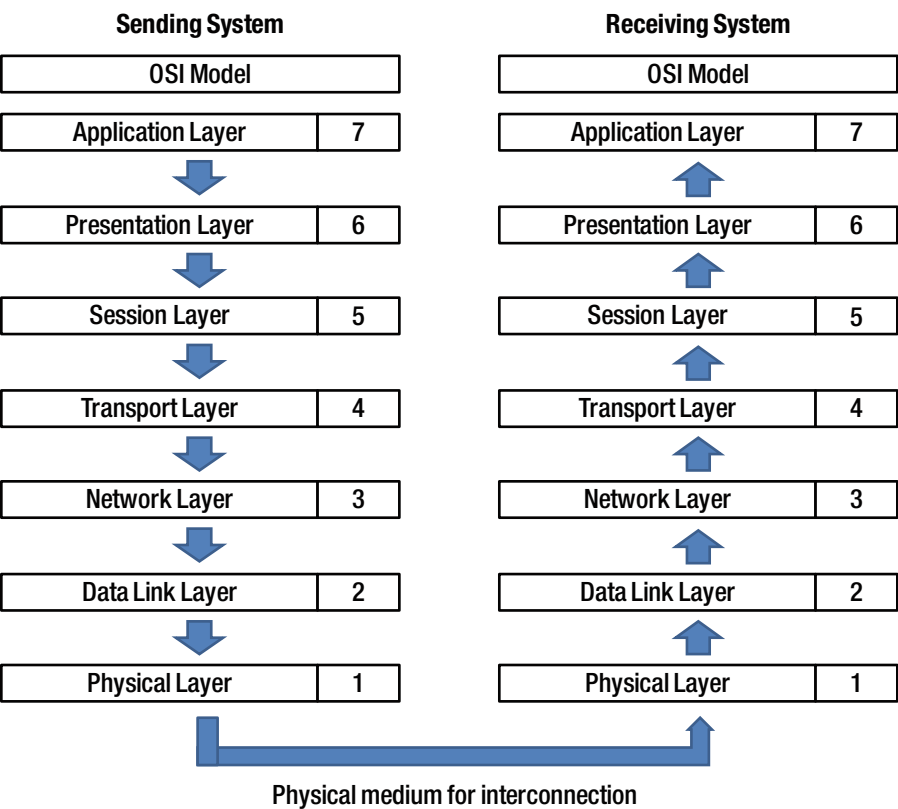 Sending System
OSI Model
Application Layer 7
Presentation Layer 6
Session Layer 5
Transport Layer 4
Network Layer 3
Data Link Layer 2
Physical Layer 1
Receiving System
OSI Model
Application Layer 7
Presentation Layer 6
Session Layer 5
Transport Layer 4
Network Layer 3
Data Link Layer 2
Physical Layer 1
Physical medium for interconnection